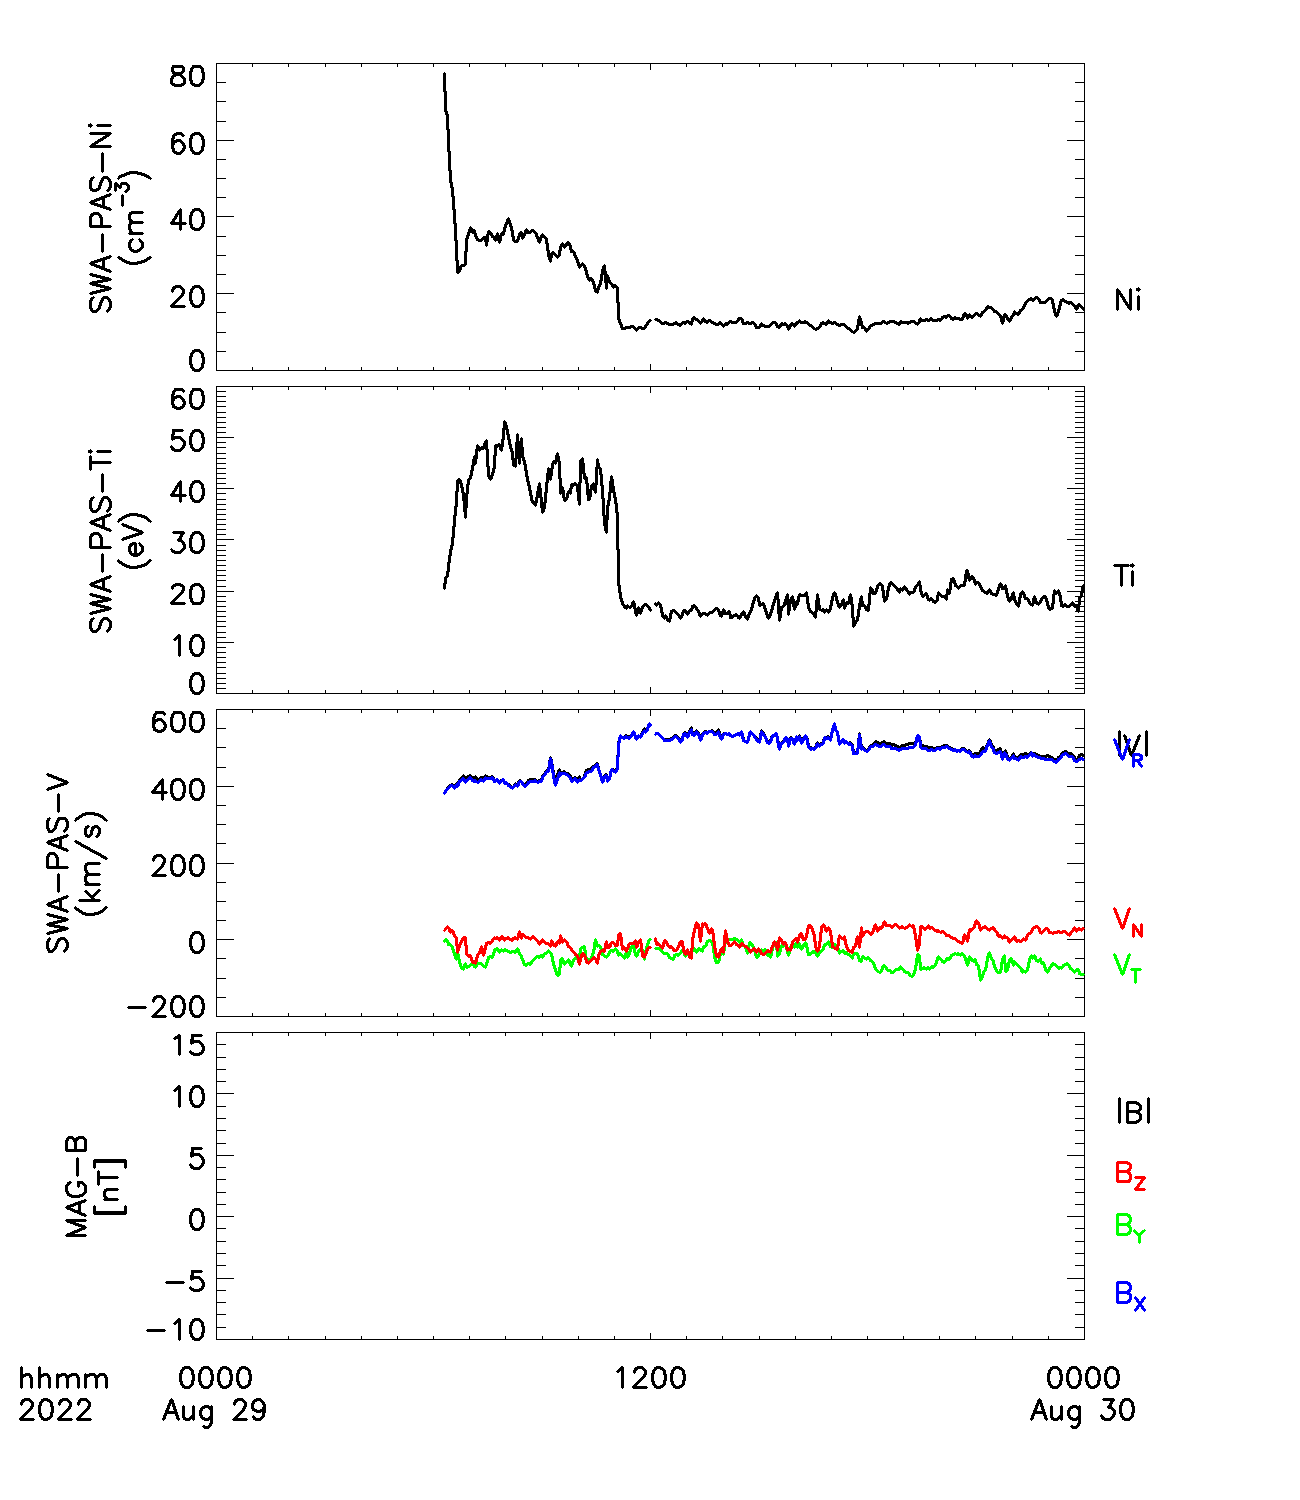 SWA-PAS-Ni
(cm⁻³)
80
60
40
20
0
Ni
SWA-PAS-Ti
(eV)
60
50
40
30
20
10
0
Ti
SWA-PAS-V
(km/s)
600
400
200
0
-200
|V|
V_R
V_N
V_T
MAG-B
[nT]
15
10
5
0
-5
-10
|B|
B_Z
B_Y
B_X
hhmm 0000 1200 0000
2022 Aug 29 Aug 30